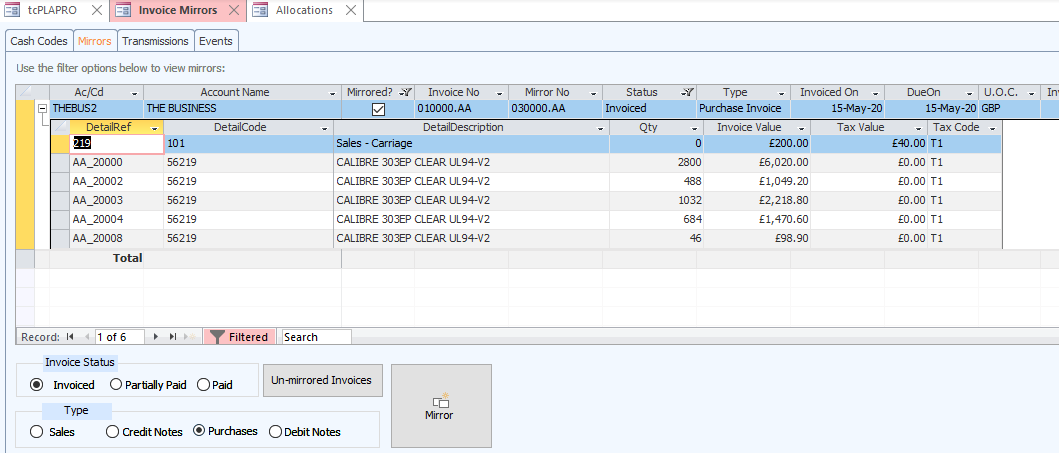 tcPLAPRO Invoice Mirrors Allocations
Cash Codes Mirrors Transmissions Events
Use the filter options below to view mirrors:
Ac/Cd Account Name Mirrored? Invoice No Mirror No Status Type Invoiced On DueOn U.O.C. Inv
THEBUS2 THE BUSINESS 010000.AA 030000.AA Invoiced Purchase Invoice 15-May-20 15-May-20 GBP
DetailRef DetailCode DetailDescription Qty Invoice Value Tax Value Tax Code
219 101 Sales - Carriage 0 £200.00 £40.00 T1
AA_20000 56219 CALIBRE 303EP CLEAR UL94-V2 2800 £6,020.00 £0.00 T1
AA_20002 56219 CALIBRE 303EP CLEAR UL94-V2 488 £1,049.20 £0.00 T1
AA_20003 56219 CALIBRE 303EP CLEAR UL94-V2 1032 £2,218.80 £0.00 T1
AA_20004 56219 CALIBRE 303EP CLEAR UL94-V2 684 £1,470.60 £0.00 T1
AA_20008 56219 CALIBRE 303EP CLEAR UL94-V2 46 £98.90 £0.00 T1
Total
Record: 1 of 6 Filtered Search
Invoice Status
Invoiced Partially Paid Paid
Un-mirrored Invoices
Mirror
Type
Sales Credit Notes Purchases Debit Notes